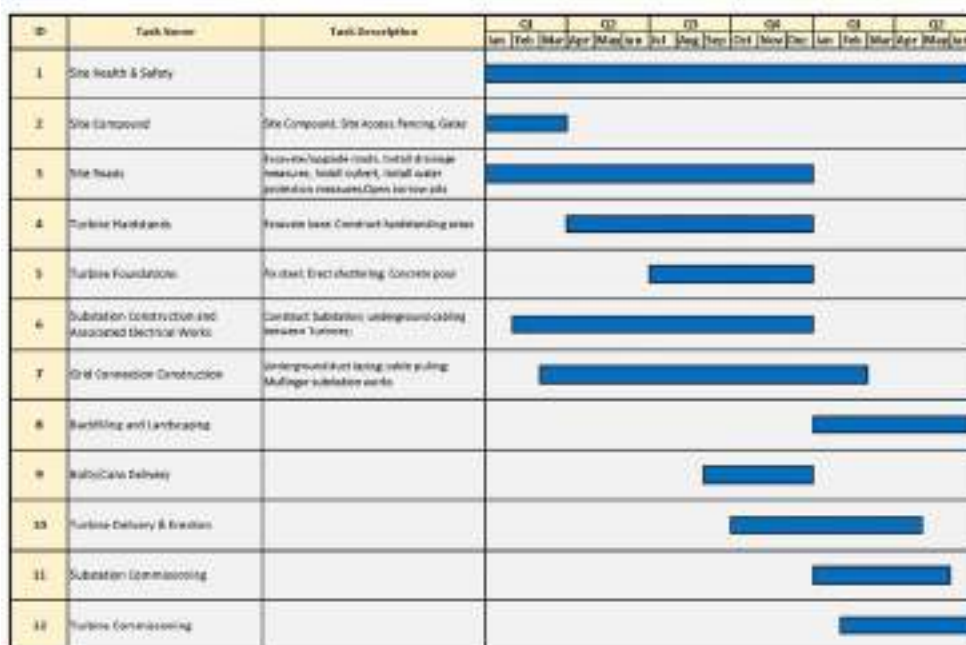 ID Task Name Task Description Q1 Q2 Q3 Q4 Q1 Q2
Jan Feb Mar Apr May Jun Jul Aug Sep Oct Nov Dec Jan Feb Mar Apr May Jun
1 Site Health & Safety
2 Site Compound Site Compound, Site Access, Fencing, Gates
3 Site Roads
Excavate/upgrade roads, install drainage
measures, install culvert, install water
protection measures, Open borrow pits
4 Turbine Hardstands Excavate base; Construct hardstanding areas
5 Turbine Foundations Fix steel; Erect shuttering; Concrete pour
6 Substation Construction and
Associated Electrical Works
Construct Substation; underground cabling
between Turbines;
7 Grid Connection Construction
Underground duct laying; cable pulling;
Mullingar substation works
8 Backfilling and Landscaping
9 Delivery
10 Turbine Delivery & Erection
11 Substation Commissioning
12 Turbine Commissioning